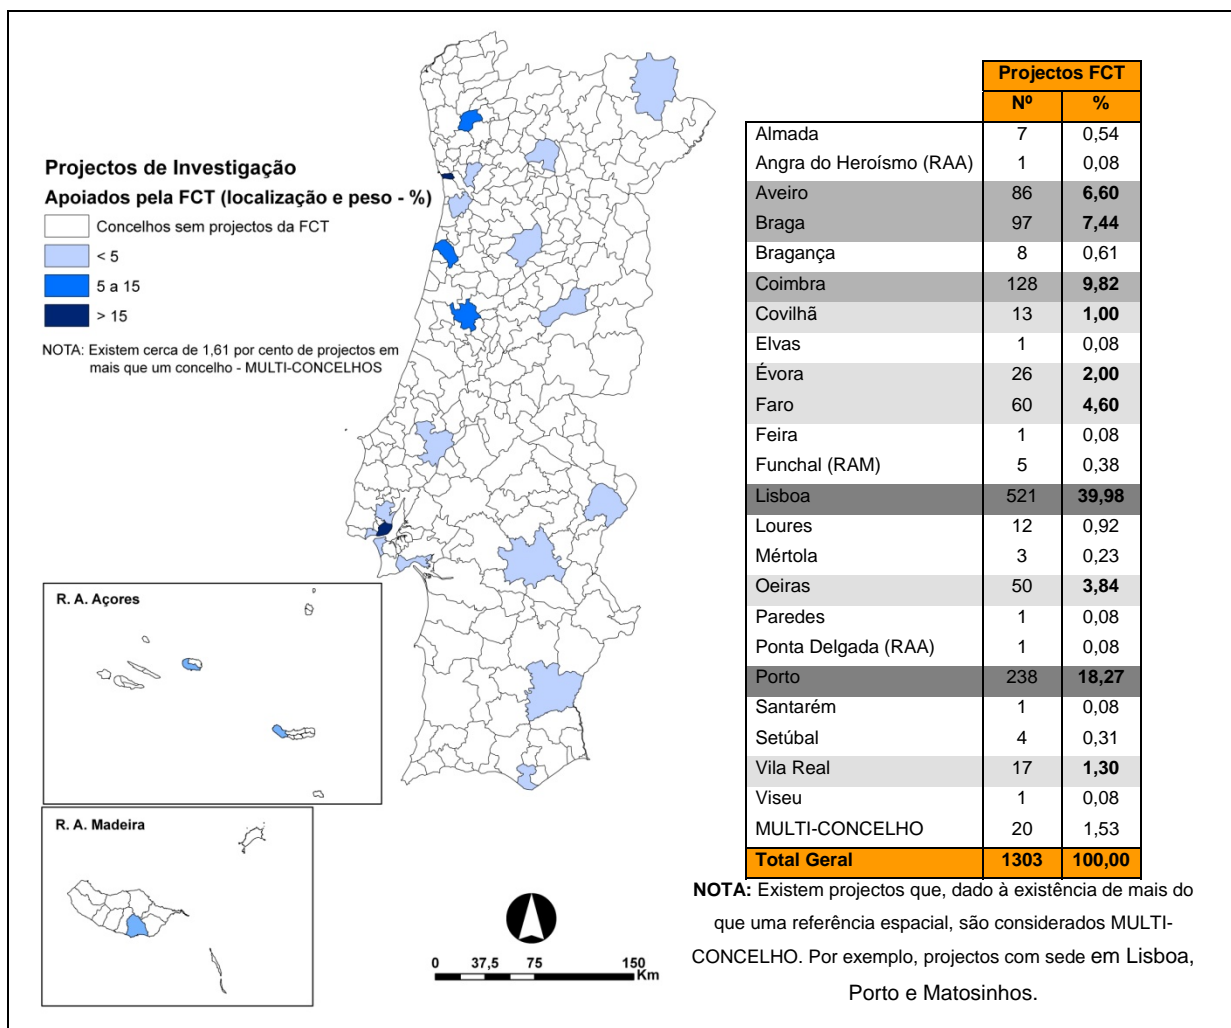 Projectos de Investigação
Apoiados pela FCT (localização e peso - %)
Concelhos sem projectos da FCT
< 5
5 a 15
> 15
NOTA: Existem cerca de 1,61 por cento de projectos em
mais que um concelho - MULTI-CONCELHOS
R. A. Açores
R. A. Madeira
0 37,5 75 150
Km
Projectos FCT
Nº %
Almada 7 0,54
Angra do Heroísmo (RAA) 1 0,08
Aveiro 86 6,60
Braga 97 7,44
Bragança 8 0,61
Coimbra 128 9,82
Covilhã 13 1,00
Elvas 1 0,08
Évora 26 2,00
Faro 60 4,60
Feira 1 0,08
Funchal (RAM) 5 0,38
Lisboa 521 39,98
Loures 12 0,92
Mértola 3 0,23
Oeiras 50 3,84
Paredes 1 0,08
Ponta Delgada (RAA) 1 0,08
Porto 238 18,27
Santarém 1 0,08
Setúbal 4 0,31
Vila Real 17 1,30
Viseu 1 0,08
MULTI-CONCELHO 20 1,53
Total Geral 1303 100,00
NOTA: Existem projectos que, dado à existência de mais do
que uma referência espacial, são considerados MULTI-
CONCELHO. Por exemplo, projectos com sede em Lisboa,
Porto e Matosinhos.